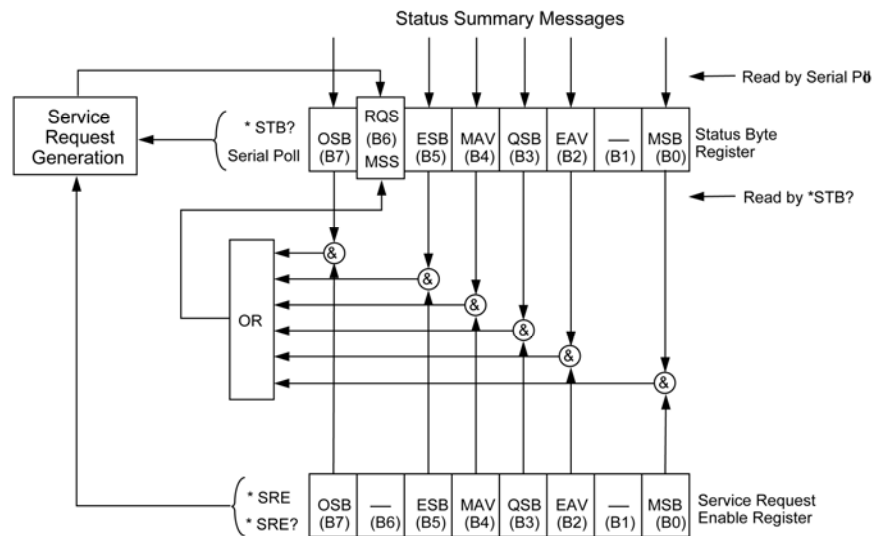 Status Summary Messages
Read by Serial Pö
Service
Request
Generation
* STB?
Serial Poll
OSB
(B7)
RQS
(B6)
MSS
ESB
(B5)
MAV
(B4)
QSB
(B3)
EAV
(B2)
—
(B1)
MSB
(B0)
Status Byte
Register
Read by *STB?
&
&
&
&
&
&
OR
* SRE
* SRE?
OSB
(B7)
—
(B6)
ESB
(B5)
MAV
(B4)
QSB
(B3)
EAV
(B2)
—
(B1)
MSB
(B0)
Service Request
Enable Register